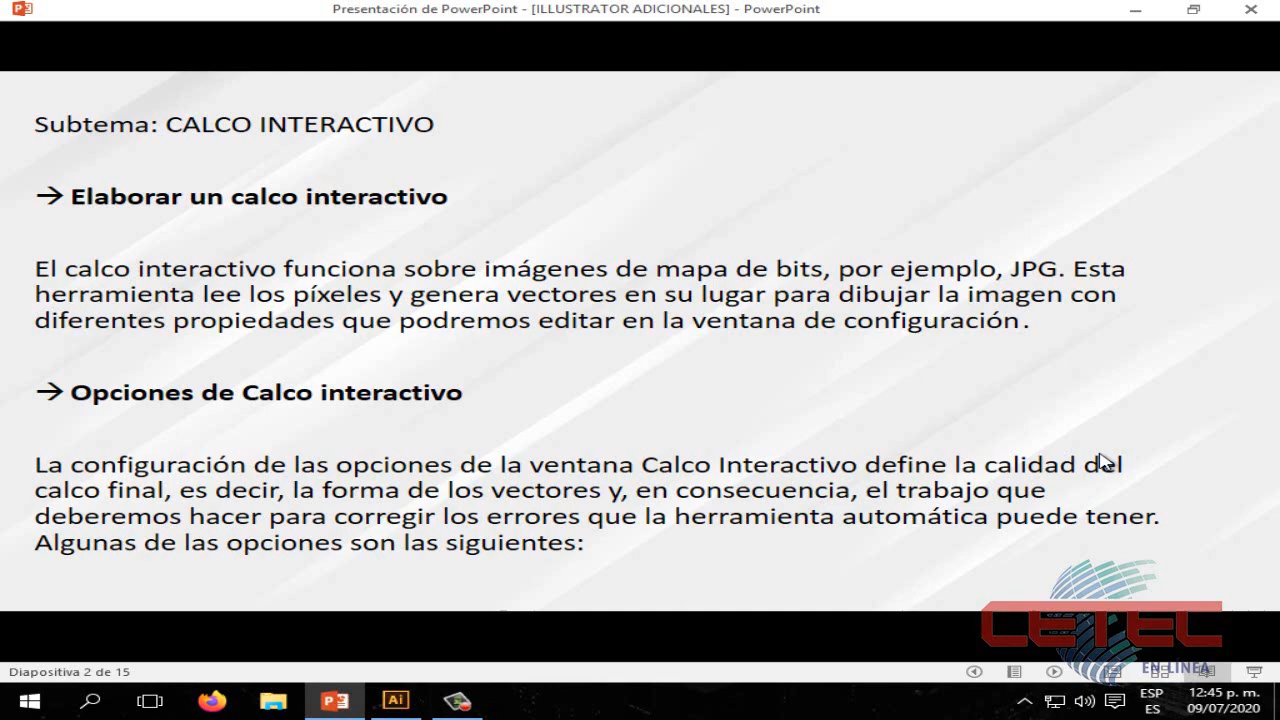 Presentación de PowerPoint - [ILLUSTRATOR ADICIONALES] - PowerPoint
Subtema: CALCO INTERACTIVO
→ Elaborar un calco interactivo
El calco interactivo funciona sobre imágenes de mapa de bits, por ejemplo, JPG. Esta
herramienta lee los píxeles y genera vectores en su lugar para dibujar la imagen con
diferentes propiedades que podremos editar en la ventana de configuración.
→ Opciones de Calco interactivo
La configuración de las opciones de la ventana Calco Interactivo define la calidad del
calco final, es decir, la forma de los vectores y, en consecuencia, el trabajo que
deberemos hacer para corregir los errores que la herramienta automática puede tener.
Algunas de las opciones son las siguientes:
CETEC
EN LINEA
Diapositiva 2 de 15
Ai
ESP
ES
12:45 p. m.
09/07/2020